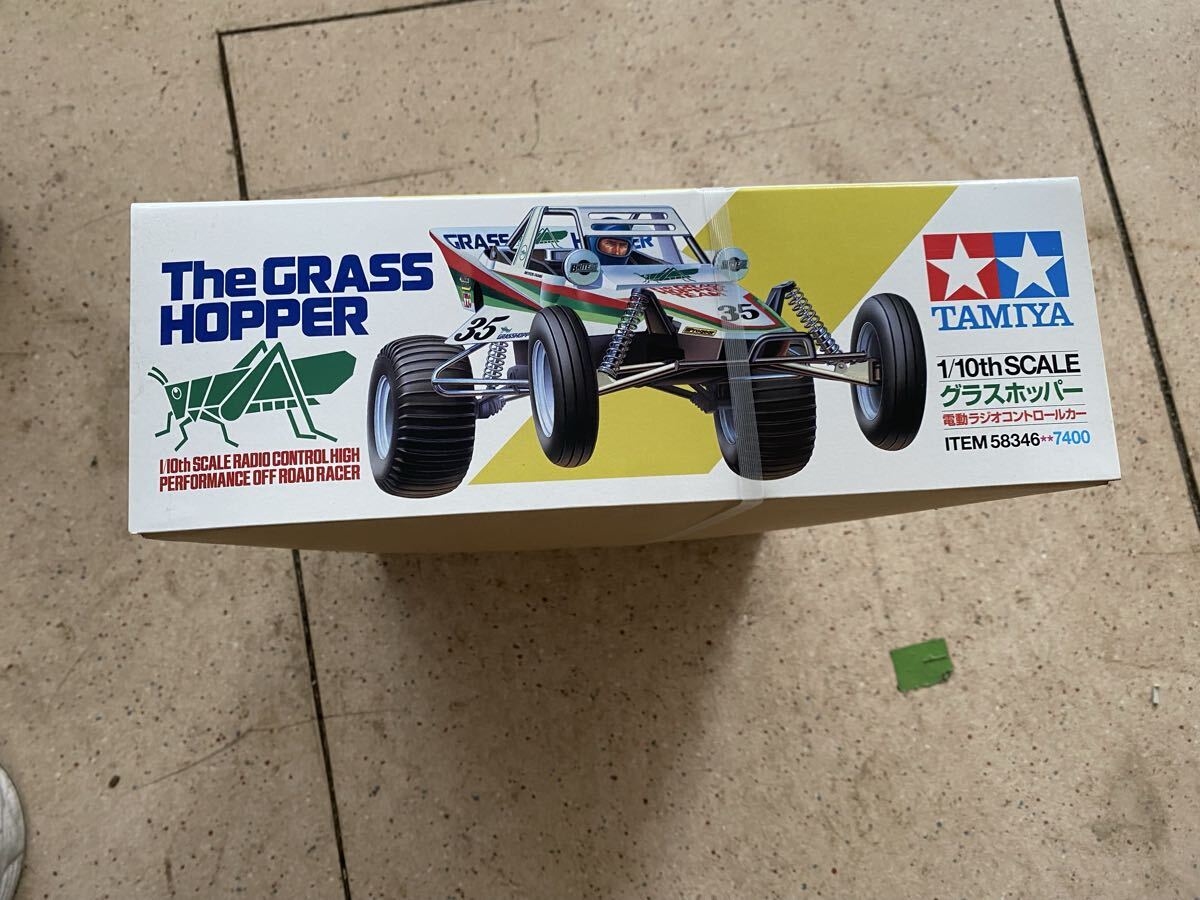 The GRASS
HOPPER
1/10th SCALE RADIO CONTROL HIGH
PERFORMANCE OFF ROAD RACER
GRASS HOPPER
35
35
TAMIYA
1/10th SCALE
グラスホッパー
電動ラジオコントロールカー
ITEM 58346**7400